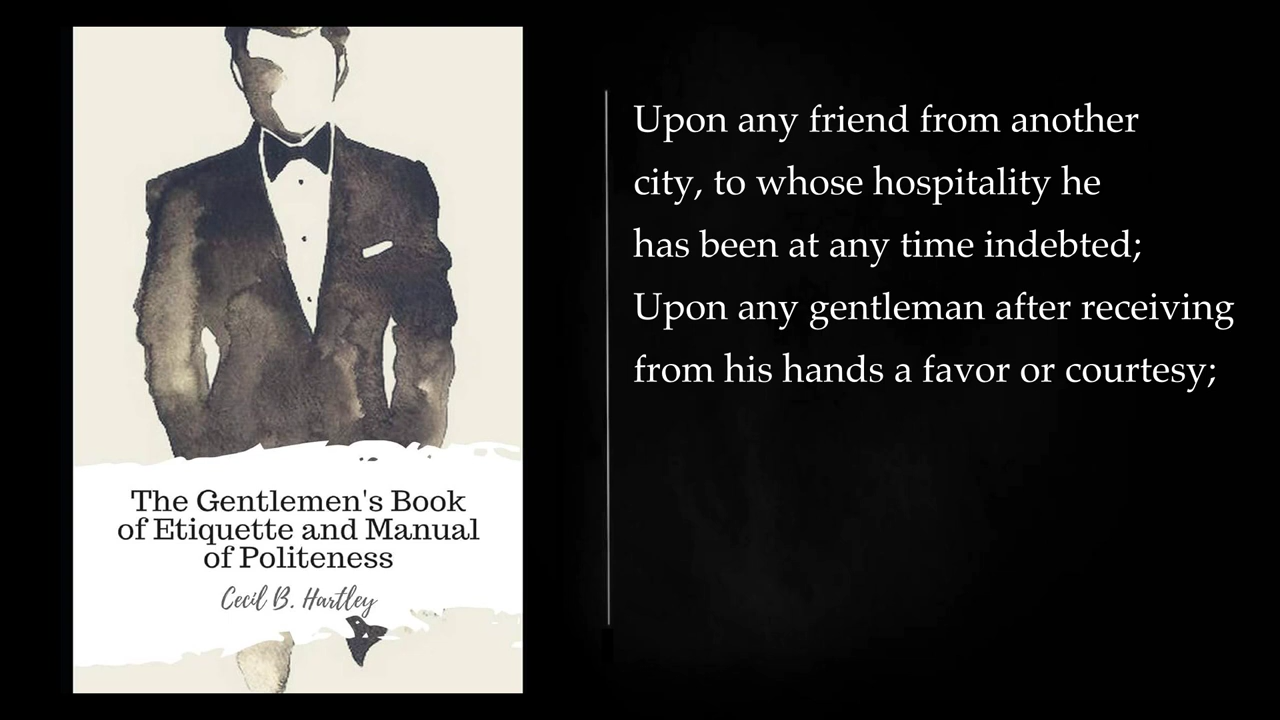 The Gentlemen's Book
of Etiquette and Manual
of Politeness
Cecil B. Hartley
Upon any friend from another
city, to whose hospitality he
has been at any time indebted;
Upon any gentleman after receiving
from his hands a favor or courtesy;